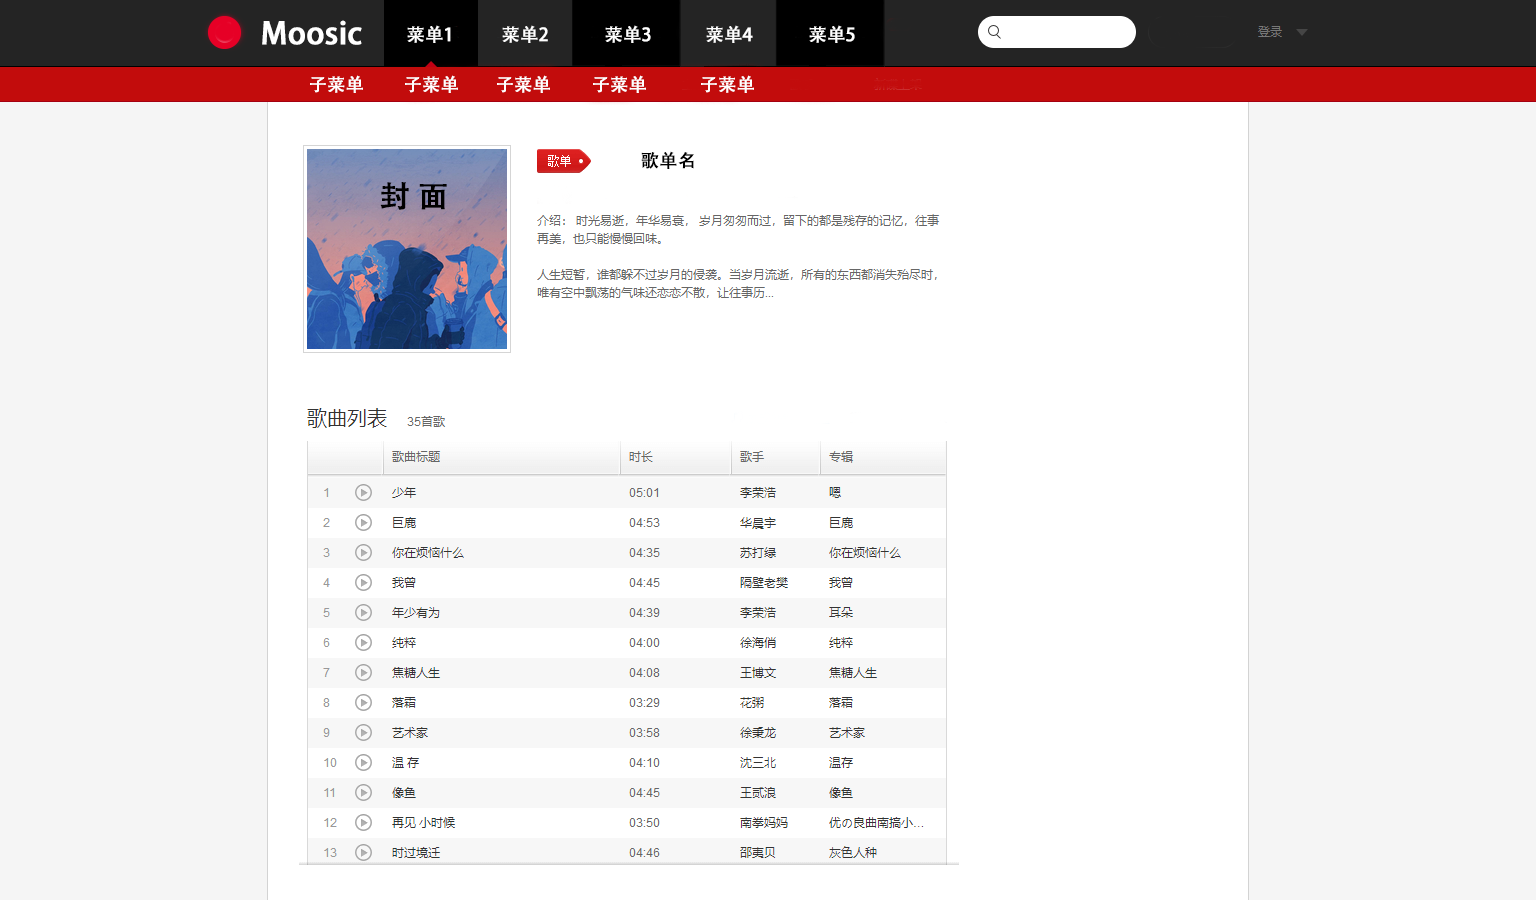 Moosic 菜单1 菜单2 菜单3 菜单4 菜单5 登录
子菜单 子菜单 子菜单 子菜单 子菜单
封 面
歌单 歌单名
介绍： 时光易逝，年华易衰， 岁月匆匆而过，留下的都是残存的记忆，往事
再美，也只能慢慢回味。
人生短暂，谁都躲不过岁月的侵袭。当岁月流逝，所有的东西都消失殆尽时，
唯有空中飘荡的气味还恋恋不散，让往事历...
歌曲列表 35首歌
歌曲标题 时长 歌手 专辑
1 少年 05:01 李荣浩 嗯
2 巨鹿 04:53 华晨宇 巨鹿
3 你在烦恼什么 04:35 苏打绿 你在烦恼什么
4 我曾 04:45 隔壁老樊 我曾
5 年少有为 04:39 李荣浩 耳朵
6 纯粹 04:00 徐海俏 纯粹
7 焦糖人生 04:08 王博文 焦糖人生
8 落霜 03:29 花粥 落霜
9 艺术家 03:58 徐秉龙 艺术家
10 温 存 04:10 沈三北 温存
11 像鱼 04:45 王贰浪 像鱼
12 再见 小时候 03:50 南拳妈妈 优の良曲南搞小...
13 时过境迁 04:46 邵夷贝 灰色人种